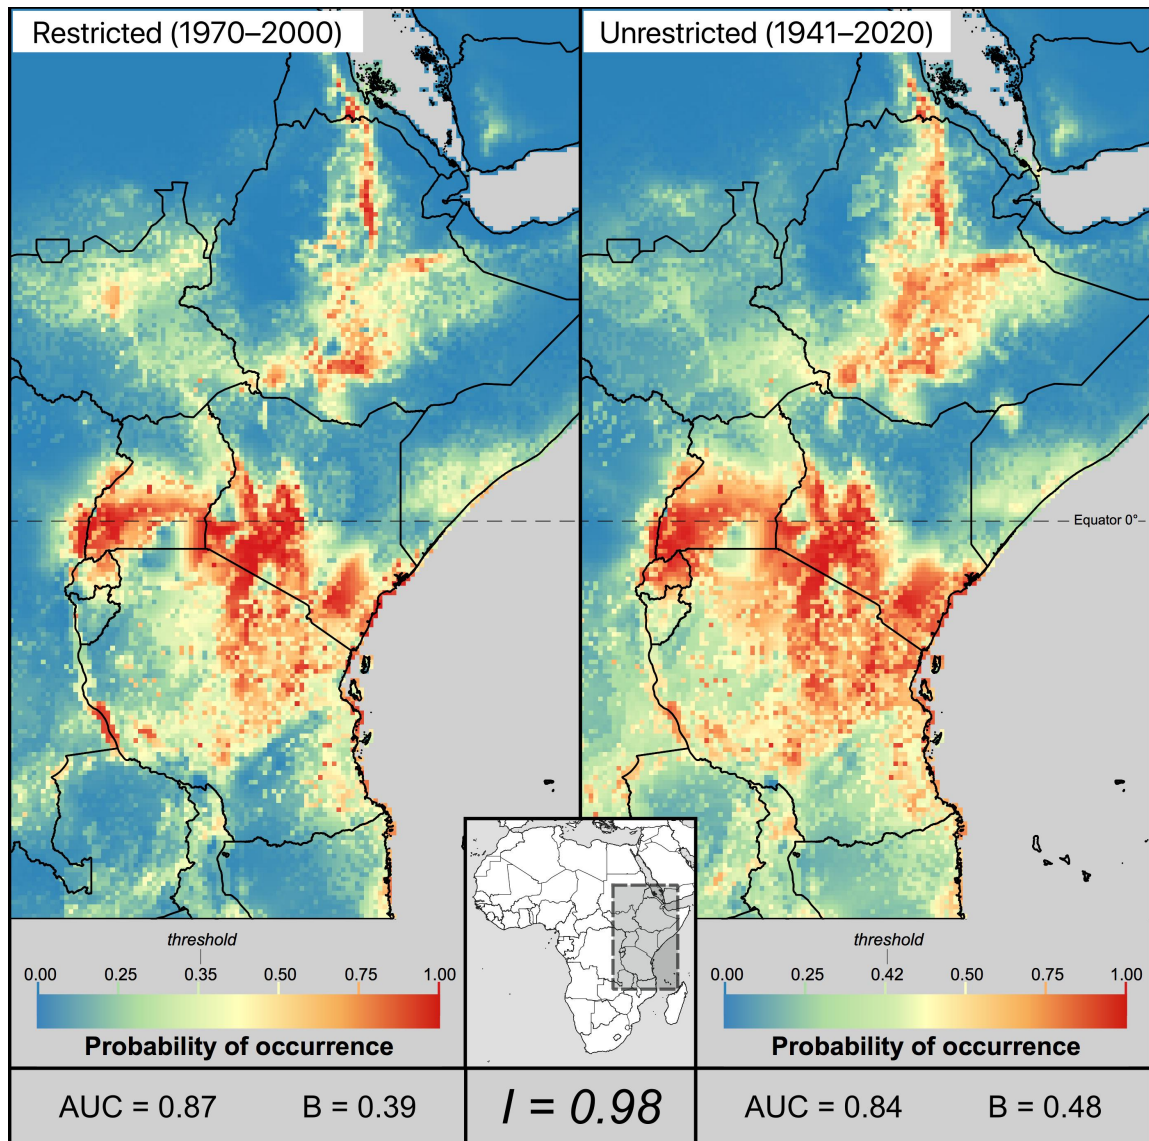 Restricted (1970–2000)
Unrestricted (1941–2020)
Equator 0°
threshold
0.00 0.25 0.35 0.50 0.75 1.00
Probability of occurrence
threshold
0.00 0.25 0.42 0.50 0.75 1.00
Probability of occurrence
AUC = 0.87 B = 0.39
I = 0.98
AUC = 0.84 B = 0.48